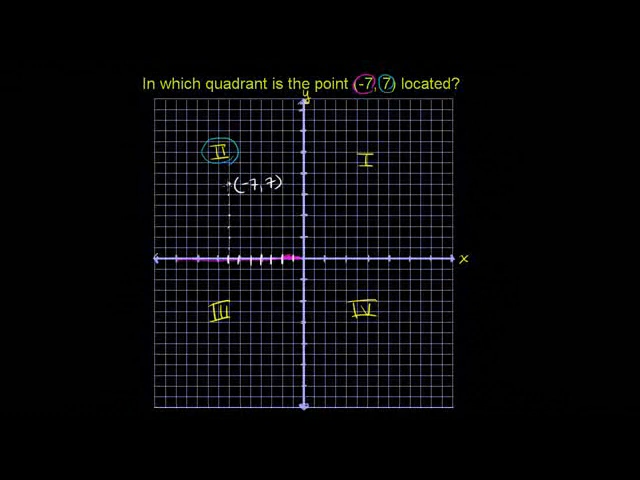 In which quadrant is the point (-7, 7) located?
y
II
I
(-7, 7)
x
III
IV